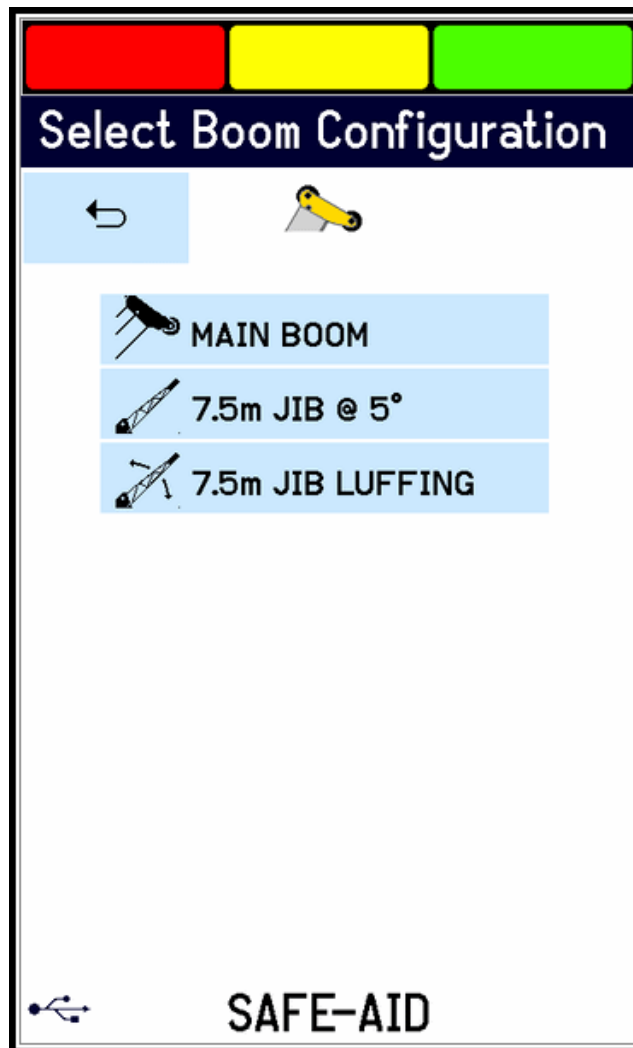 Select Boom Configuration
MAIN BOOM
7.5m JIB @ 5°
7.5m JIB LUFFING
SAFE-AID